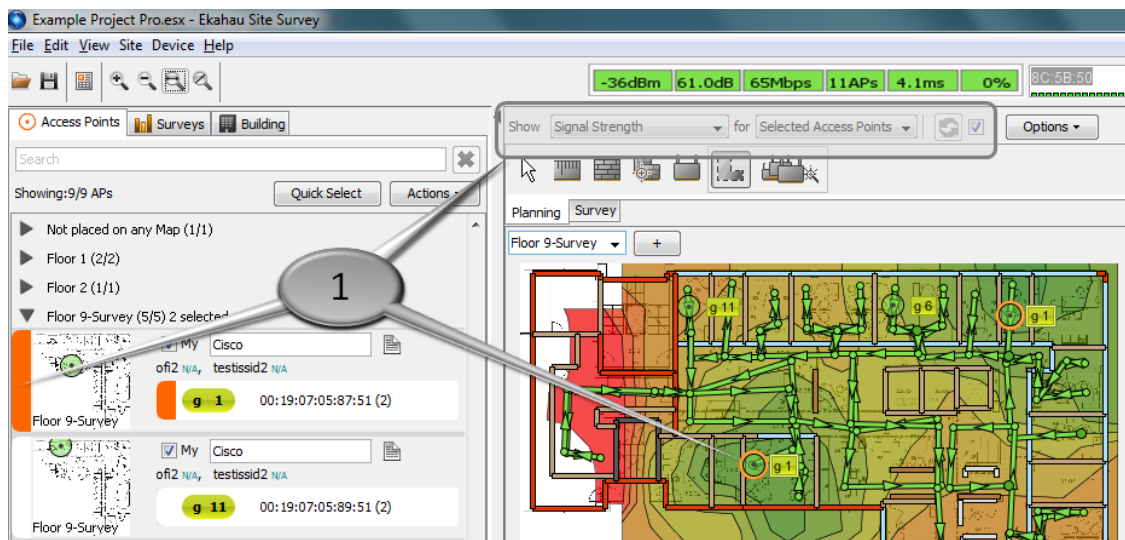 Example Project Pro.esx - Ekahau Site Survey
File Edit View Site Device Help
-36dBm 61.0dB 65Mbps 11APs 4.1ms 0% 8C:5B:50
Access Points Surveys Building
Show Signal Strength for Selected Access Points Options
Search
Showing:9/9 APs Quick Select Actions
Planning Survey
Not placed on any Map (1/1)
Floor 9-Survey +
Floor 1 (2/2)
Floor 2 (1/1)
1
Floor 9-Survey (5/5) 2 selected
g 11 g 6 g 1
My Cisco
ofi2 N/A, testissid2 N/A
g 1 00:19:07:05:87:51 (2)
Floor 9-Survey
My Cisco
g 1
ofi2 N/A, testissid2 N/A
g 11 00:19:07:05:89:51 (2)
Floor 9-Survey